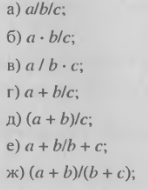 а) a/b/c;
б) a · b/c;
в) a / b · c;
г) a + b/c;
д) (a + b)/c;
е) a + b/b + c;
ж) (a + b)/(b + c);